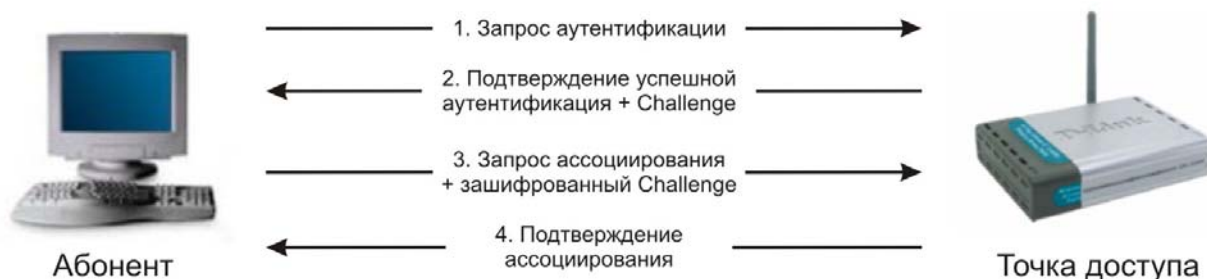 1. Запрос аутентификации
2. Подтверждение успешной
аутентификация + Challenge
3. Запрос ассоциирования
+ зашифрованный Challenge
4. Подтверждение
ассоциирования
Абонент
Точка доступа
D-Link